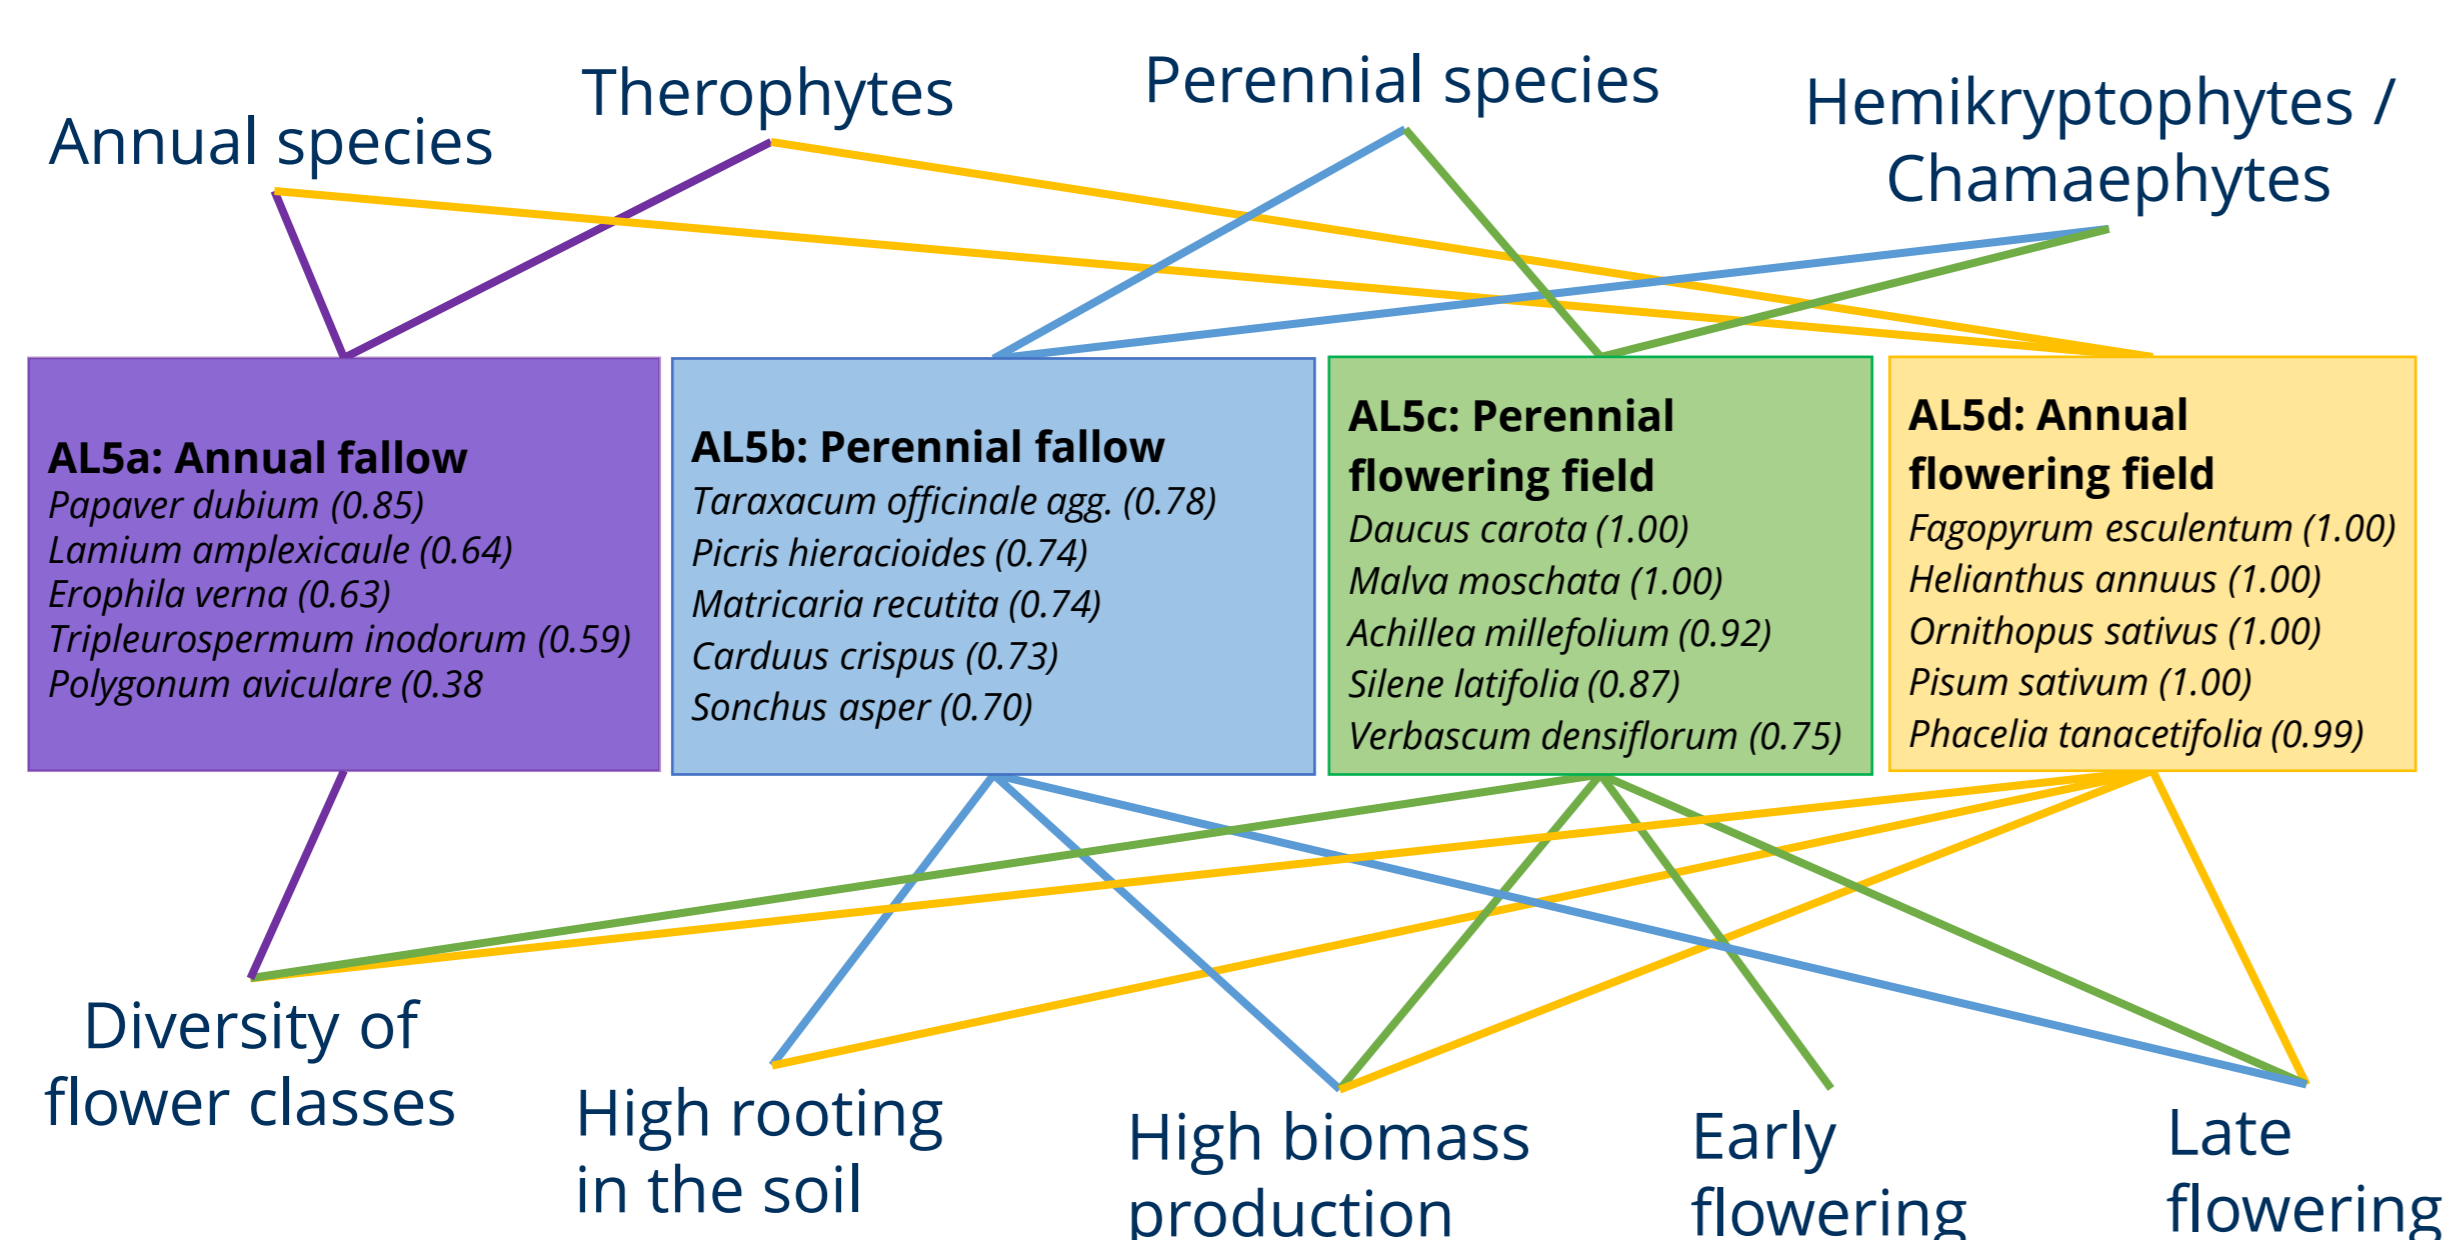 Annual species
Therophytes
Perennial species
Hemikryptophytes /
Chamaephytes
AL5a: Annual fallow
Papaver dubium (0.85)
Lamium amplexicaule (0.64)
Erophila verna (0.63)
Tripleurospermum inodorum (0.59)
Polygonum aviculare (0.38
AL5b: Perennial fallow
Taraxacum officinale agg. (0.78)
Picris hieracioides (0.74)
Matricaria recutita (0.74)
Carduus crispus (0.73)
Sonchus asper (0.70)
AL5c: Perennial
flowering field
Daucus carota (1.00)
Malva moschata (1.00)
Achillea millefolium (0.92)
Silene latifolia (0.87)
Verbascum densiflorum (0.75)
AL5d: Annual
flowering field
Fagopyrum esculentum (1.00)
Helianthus annuus (1.00)
Ornithopus sativus (1.00)
Pisum sativum (1.00)
Phacelia tanacetifolia (0.99)
Diversity of
flower classes
High rooting
in the soil
High biomass
production
Early
flowering
Late
flowering